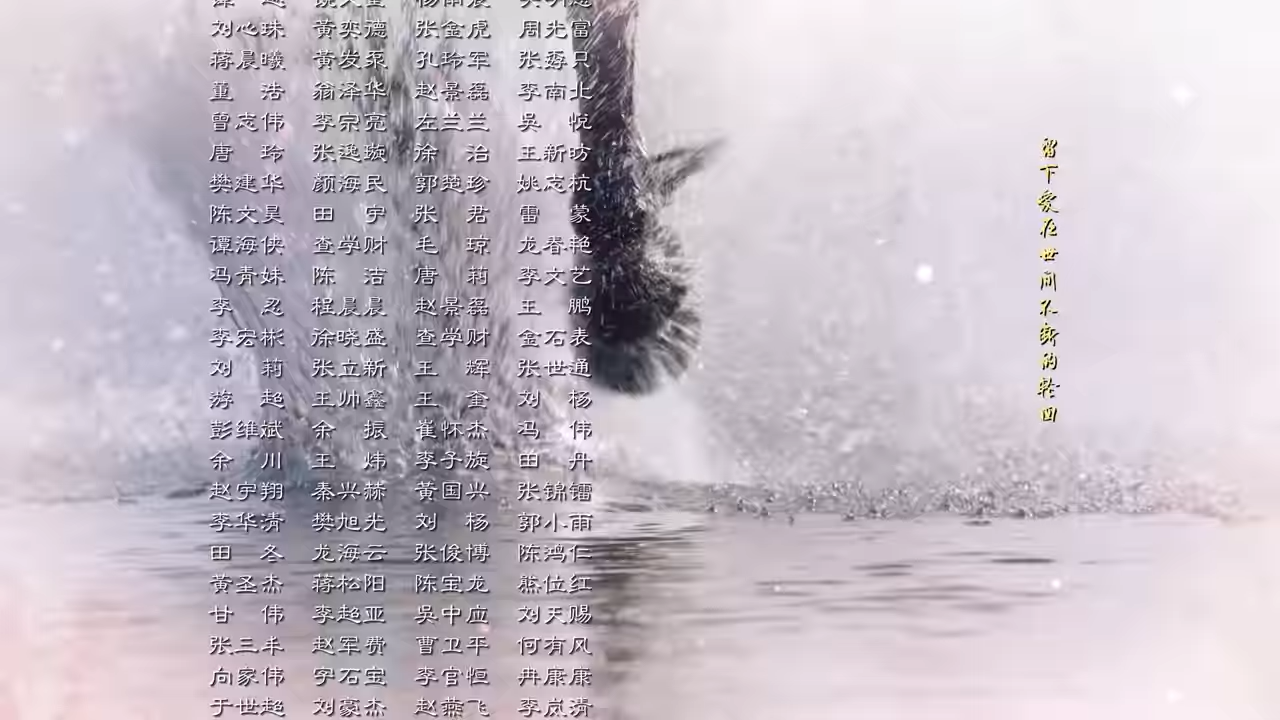 刘心珠 黄奕德 张金虎 周光富
蒋晨曦 黄发泵 孔玲军 张孬只
董 浩 翁泽华 赵景磊 李南北
曾志伟 李宗亮 左兰兰 吴 悦
唐 玲 张逸璇 徐 治 王新昉
樊建华 颜海民 郭楚珍 姚志杭
陈文昊 田 宇 张 君 雷 蒙
谭海侠 查学财 毛 琼 龙春艳
冯青妹 陈 洁 唐 莉 李文艺
李 忍 程晨晨 赵景磊 王 鹏
李宏彬 徐晓盛 查学财 金石表
刘 莉 张立新 王 辉 张世通
游 超 王帅鑫 王 奎 刘 杨
彭维斌 余 振 崔怀杰 冯 伟
余 川 王 炜 李子旋 田 丹
赵宇翔 秦兴赫 黄国兴 张锦镭
李华清 樊旭光 刘 杨 郭小雨
田 冬 龙海云 张俊博 陈鸿仁
黄圣杰 蒋松阳 陈宝龙 熊位红
甘 伟 李超亚 吴中应 刘天赐
张三丰 赵军费 曹卫平 何有风
向家伟 字石宝 李官恒 冉康康
于世超 刘豪杰 赵燕飞 李岚清
留下爱在世间不断的轮回